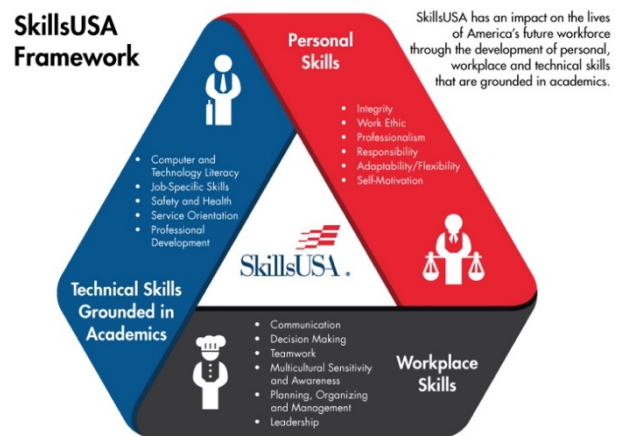 SkillsUSA
Framework
SkillsUSA has an impact on the lives
of America's future workforce
through the development of personal,
workplace and technical skills
that are grounded in academics.
Personal
Skills
• Integrity
• Work Ethic
• Professionalism
• Responsibility
• Adaptability/Flexibility
• Self-Motivation
• Computer and
Technology Literacy
• Job-Specific Skills
• Safety and Health
• Service Orientation
• Professional
Development
SkillsUSA®
Technical Skills
Grounded in
Academics
• Communication
• Decision Making
• Teamwork
• Multicultural Sensitivity
and Awareness
• Planning, Organizing
and Management
• Leadership
Workplace
Skills